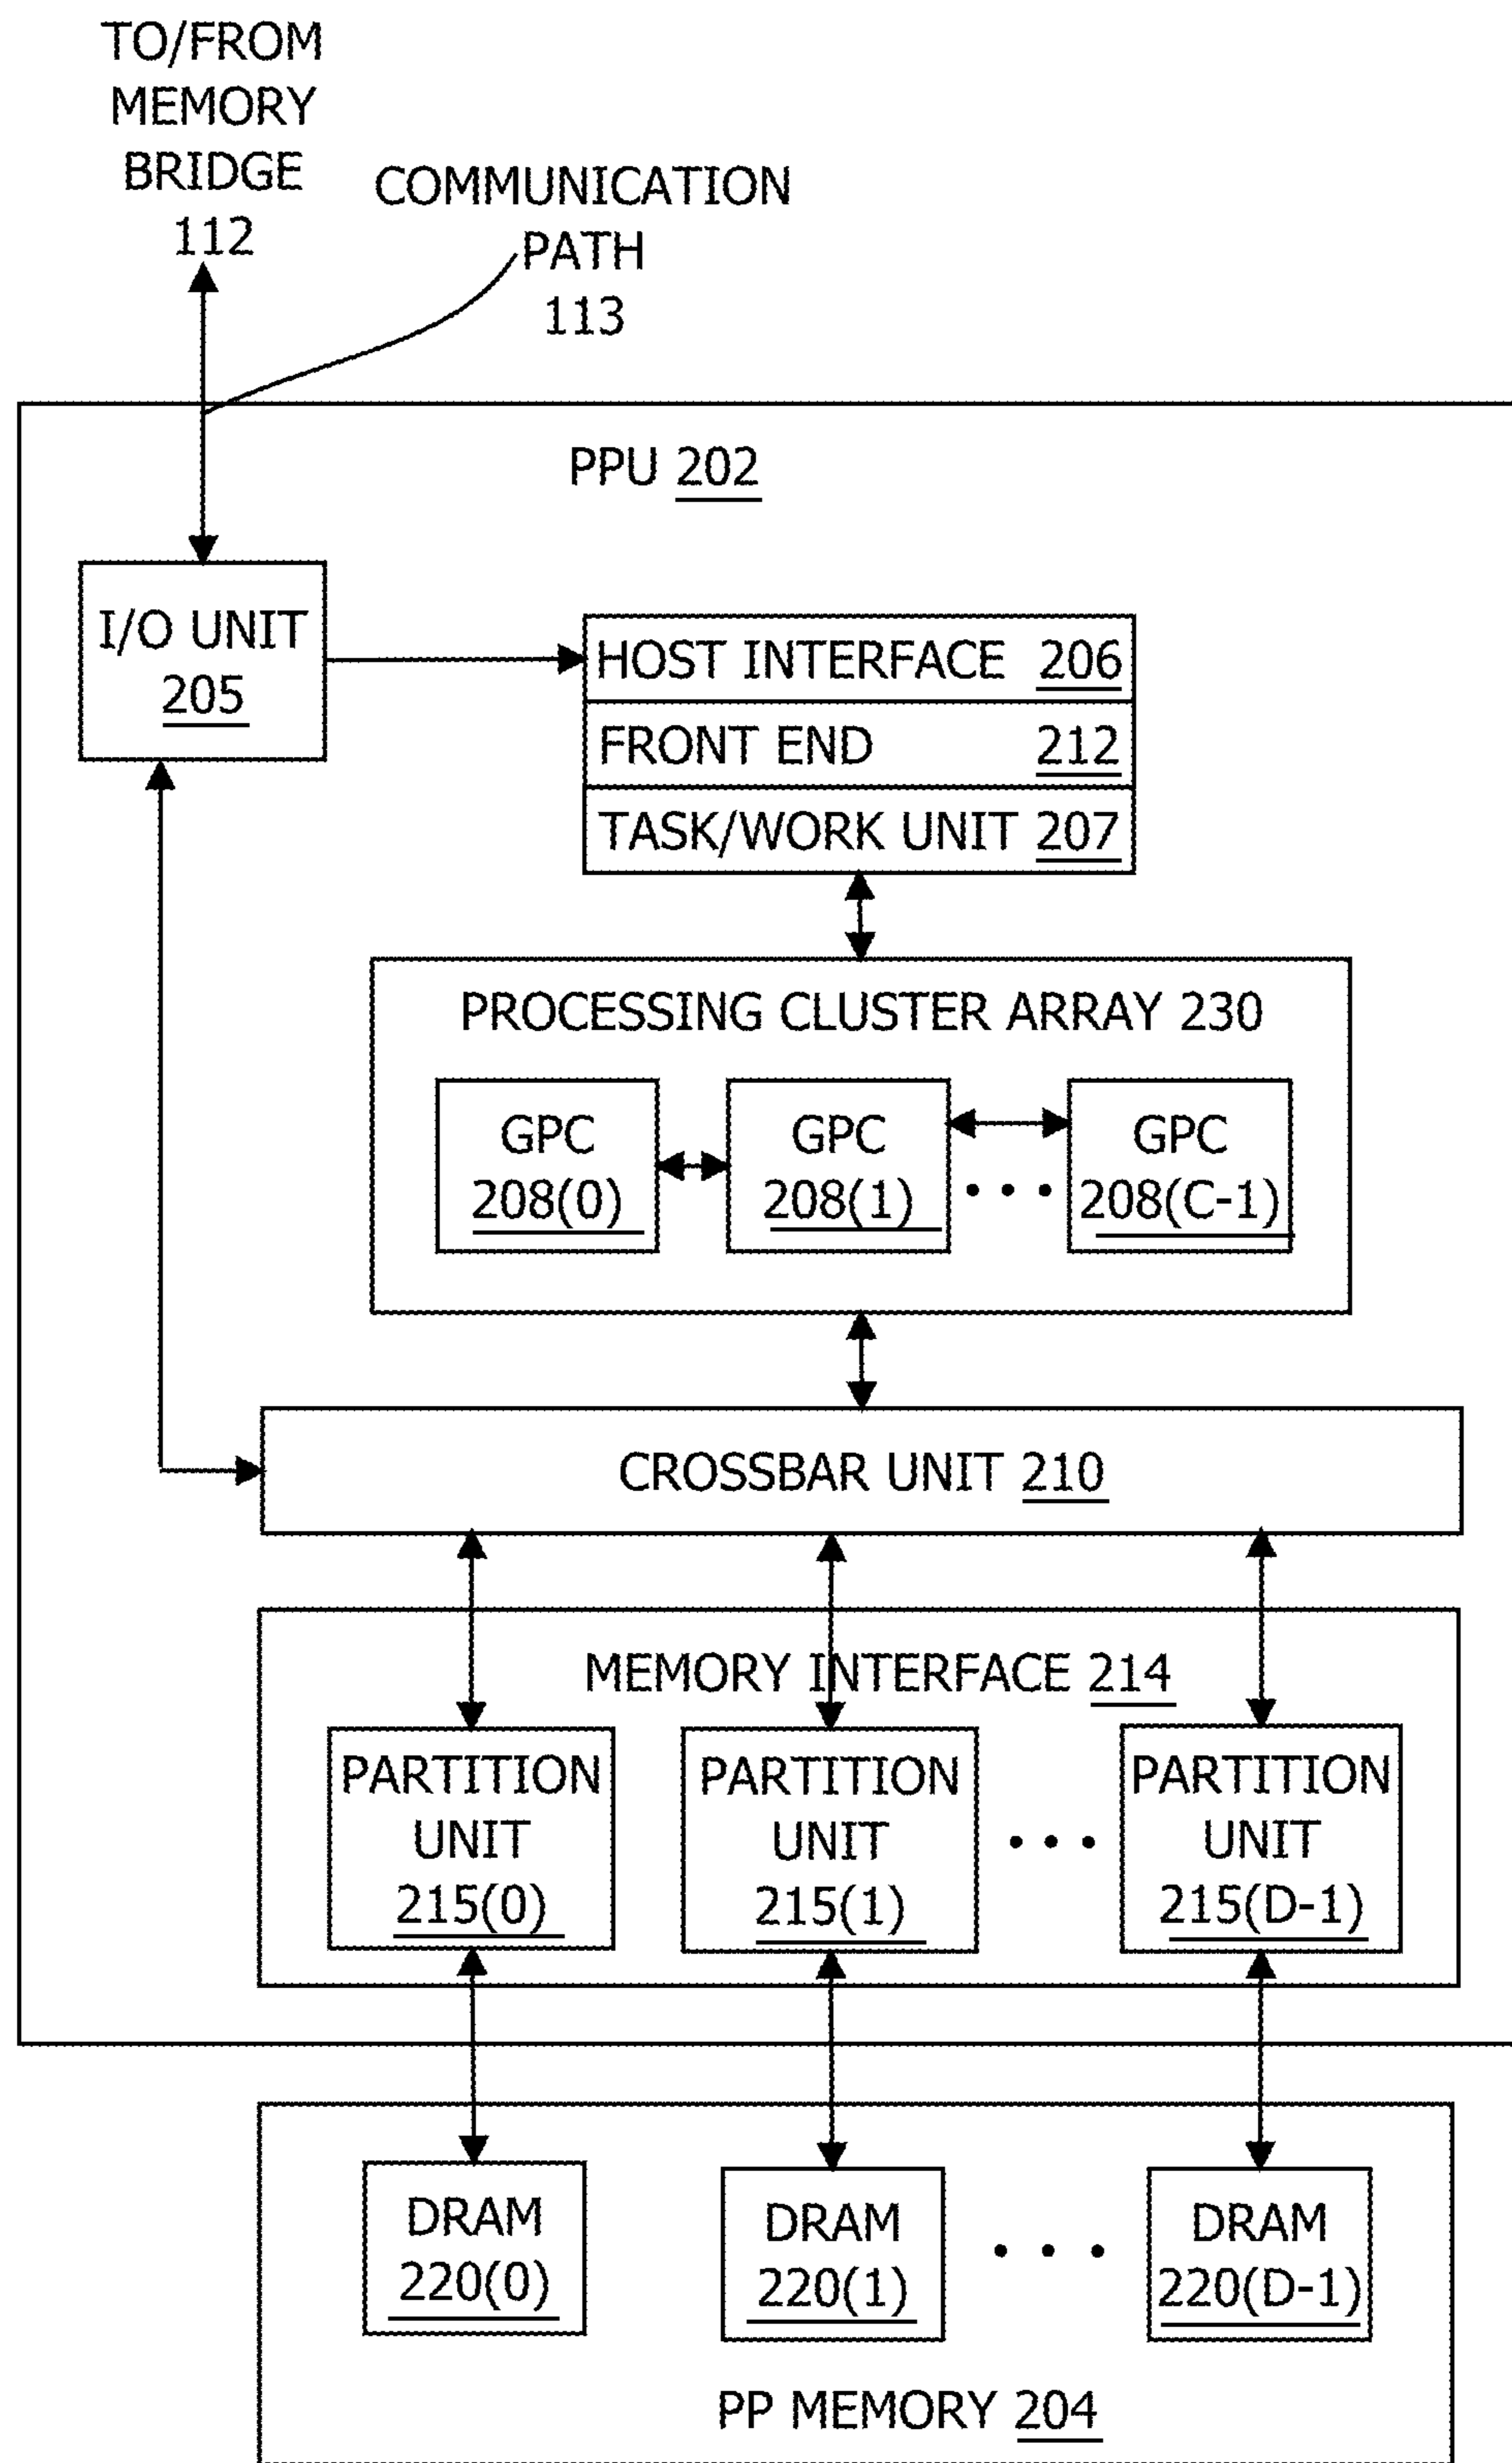 TO/FROM
MEMORY
BRIDGE
112
COMMUNICATION
PATH
113
PPU 202
I/O UNIT
205
HOST INTERFACE 206
FRONT END 212
TASK/WORK UNIT 207
PROCESSING CLUSTER ARRAY 230
GPC
208(0)
GPC
208(1)
• • •
GPC
208(C-1)
CROSSBAR UNIT 210
MEMORY INTERFACE 214
PARTITION
UNIT
215(0)
PARTITION
UNIT
215(1)
• • •
PARTITION
UNIT
215(D-1)
DRAM
220(0)
DRAM
220(1)
• • •
DRAM
220(D-1)
PP MEMORY 204